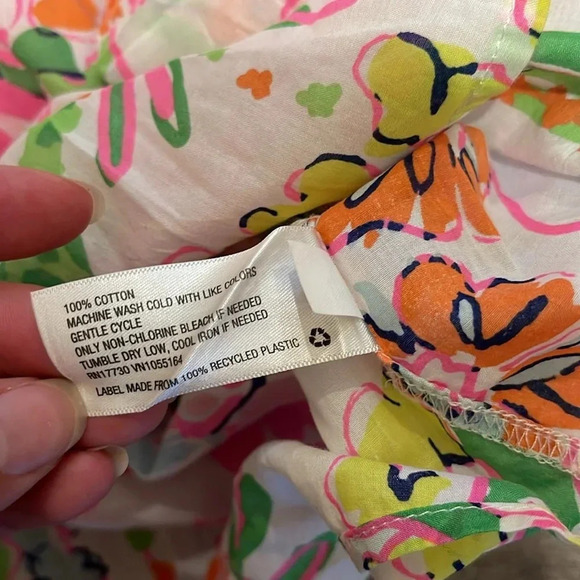 100% COTTON
MACHINE WASH COLD WITH LIKE COLORS
GENTLE CYCLE
ONLY NON-CHLORINE BLEACH IF NEEDED
TUMBLE DRY LOW, COOL IRON IF NEEDED
RN17730 VN1055164
LABEL MADE FROM 100% RECYCLED PLASTIC